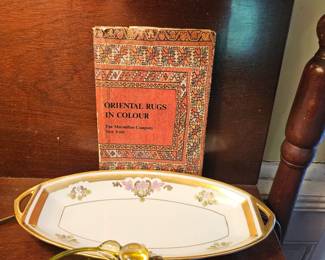 ORIENTAL RUGS
IN COLOUR
The Macmillan Company
New York